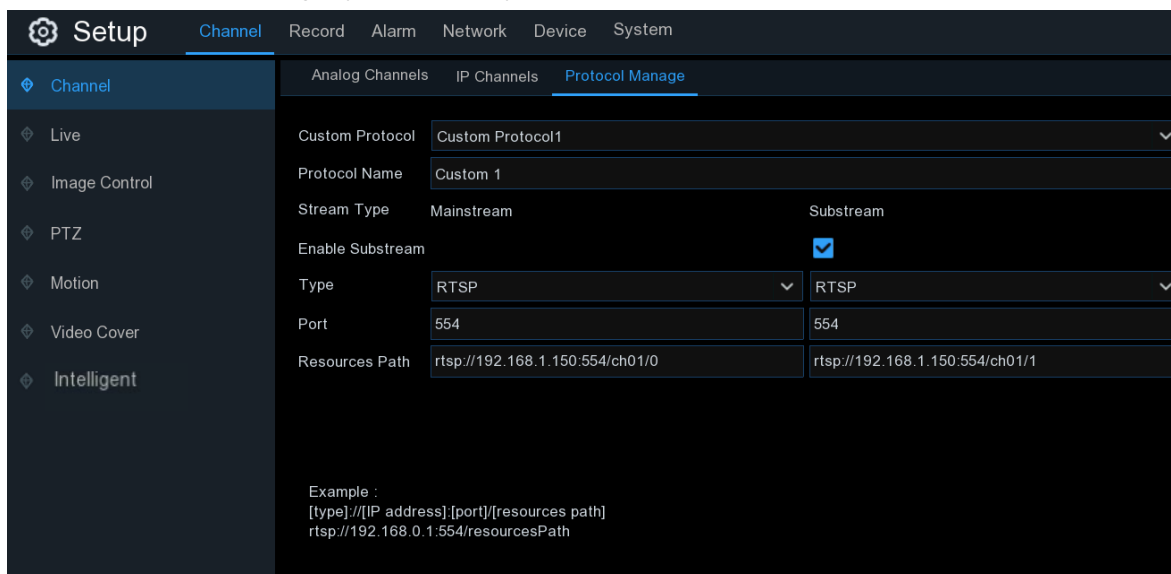 Setup Channel Record Alarm Network Device System
Channel
Live
Image Control
PTZ
Motion
Video Cover
Intelligent
Analog Channels IP Channels Protocol Manage
Custom Protocol Custom Protocol1
Protocol Name Custom 1
Stream Type Mainstream Substream
Enable Substream
Type RTSP RTSP
Port 554 554
Resources Path rtsp://192.168.1.150:554/ch01/0 rtsp://192.168.1.150:554/ch01/1
Example :
[type]://[IP address]:[port]/[resources path]
rtsp://192.168.0.1:554/resourcesPath